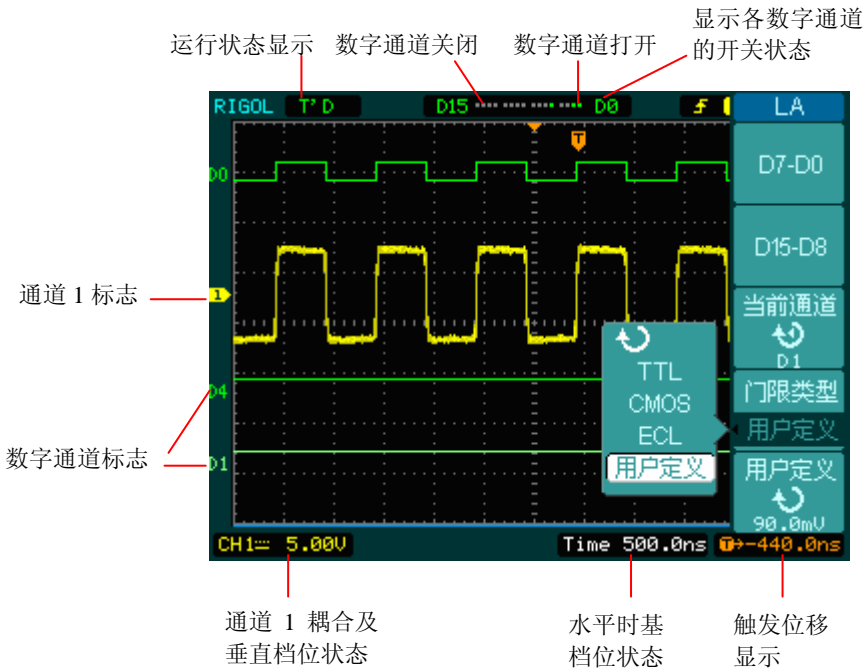 显示各数字通道
的开关状态
运行状态显示 数字通道关闭 数字通道打开
RIGOL T'D D15 D0 LA
D7-D0
D0
D15-D8
通道 1 标志
1
当前通道
D1
TTL
CMOS
ECL
用户定义
门限类型
用户定义
D4
数字通道标志
D1
用户定义
90.0mV
CH1 5.00V Time 500.0ns T→-440.0ns
T
通道 1 耦合及
垂直档位状态
水平时基
档位状态
触发位移
显示